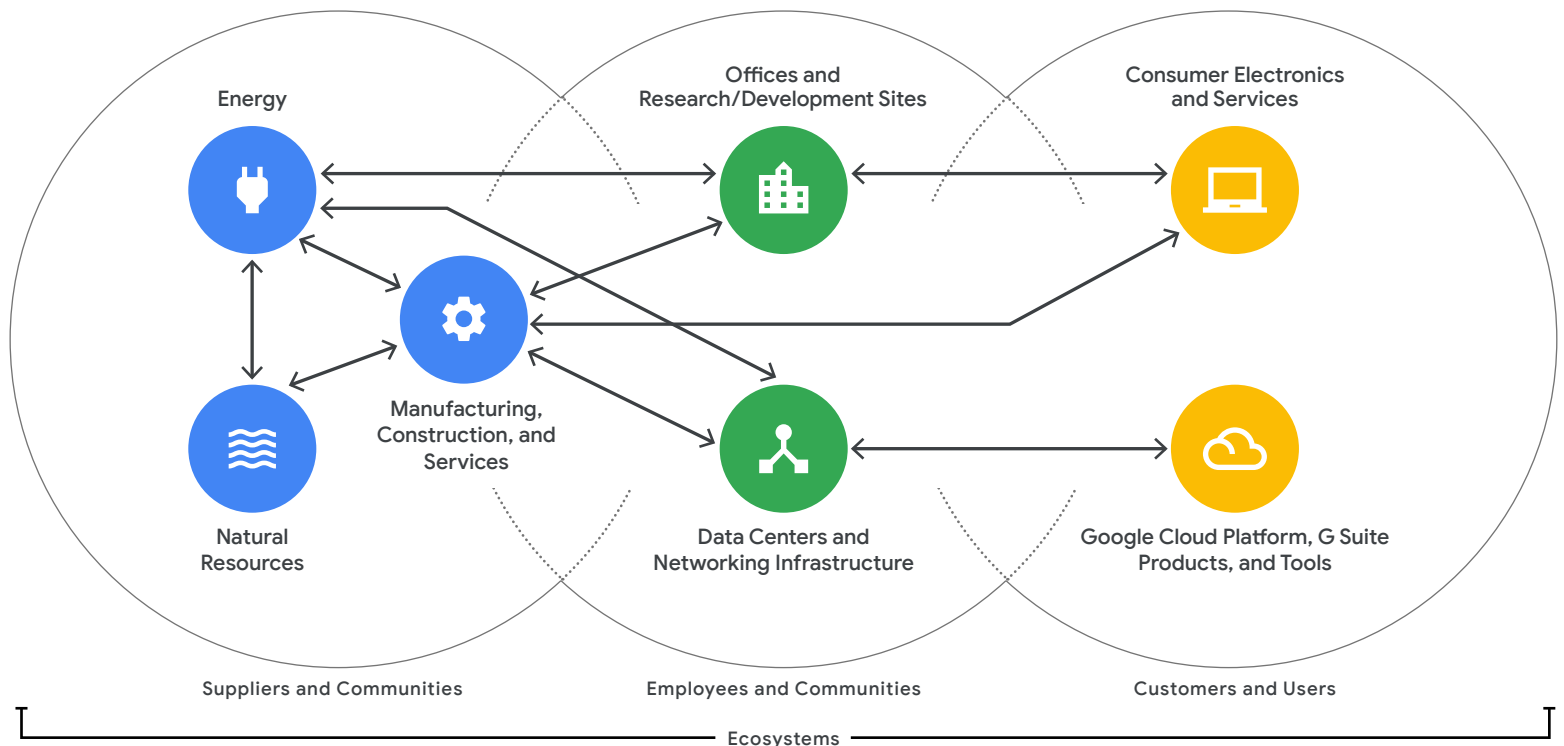 Energy
Offices and
Research/Development Sites
Consumer Electronics
and Services
Manufacturing,
Construction, and
Services
Natural
Resources
Data Centers and
Networking Infrastructure
Google Cloud Platform, G Suite
Products, and Tools
Suppliers and Communities
Employees and Communities
Customers and Users
Ecosystems